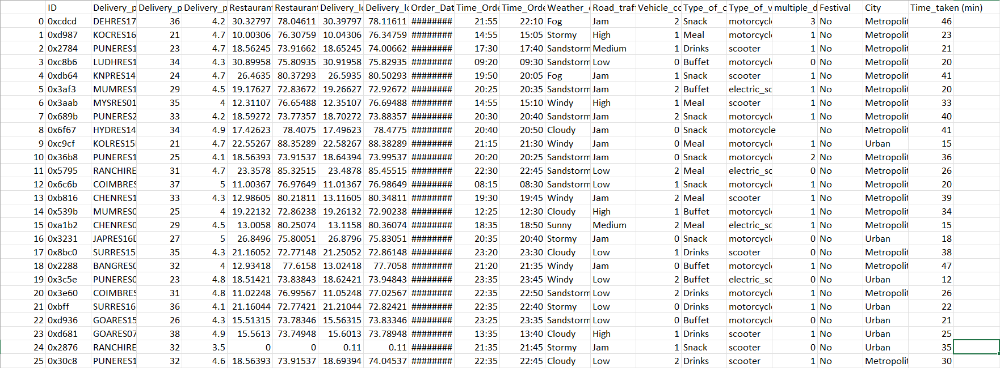 ID Delivery_p Delivery_p Delivery_p Restaurant Restaurant Delivery_lo Delivery_lo Order_Dat Time_Orde Time_Orde Weather_c Road_traff Vehicle_co Type_of_o Type_of_v multiple_d Festival City Time_taken (min)
0 0xcdcd DEHRES17 36 4.2 30.32797 78.04611 30.39797 78.11611 ######## 21:55 22:10 Fog Jam 2 Snack motorcycle 3 No Metropolit 46
1 0xd987 KOCRES16 21 4.7 10.00306 76.30759 10.04306 76.34759 ######## 14:55 15:05 Stormy High 1 Meal motorcycle 1 No Metropolit 23
2 0x2784 PUNERES1 23 4.7 18.56245 73.91662 18.65245 74.00662 ######## 17:30 17:40 Sandstorm Medium 1 Drinks scooter 1 No Metropolit 21
3 0xc8b6 LUDHRES1 34 4.3 30.89958 75.80935 30.91958 75.82935 ######## 09:20 09:30 Sandstorm Low 0 Buffet motorcycle 0 No Metropolit 20
4 0xdb64 KNPRES14 24 4.7 26.4635 80.37293 26.5935 80.50293 ######## 19:50 20:05 Fog Jam 1 Snack scooter 1 No Metropolit 41
5 0x3af3 MUMRES1 29 4.5 19.17627 72.83672 19.26627 72.92672 ######## 20:25 20:35 Sandstorm Jam 2 Buffet electric_sc 1 No Metropolit 20
6 0x3aab MYSRES01 35 4 12.31107 76.65488 12.35107 76.69488 ######## 14:55 15:10 Windy High 1 Meal scooter 1 No Metropolit 33
7 0x689b PUNERES2 33 4.2 18.59272 73.77357 18.70272 73.88357 ######## 20:30 20:40 Sandstorm Jam 2 Snack motorcycle 1 No Metropolit 40
8 0x6f67 HYDRES14 34 4.9 17.42623 78.4075 17.49623 78.4775 ######## 20:40 20:50 Cloudy Jam 0 Snack motorcycle No Metropolit 41
9 0xc9cf KOLRES15 21 4.7 22.55267 88.35289 22.58267 88.38289 ######## 21:15 21:30 Windy Jam 0 Meal motorcycle 1 No Urban 15
10 0x36b8 PUNERES1 25 4.1 18.56393 73.91537 18.64394 73.99537 ######## 20:20 20:25 Sandstorm Jam 0 Snack motorcycle 2 No Metropolit 36
11 0x5795 RANCHIRE 31 4.7 23.3578 85.32515 23.4878 85.45515 ######## 22:30 22:45 Sandstorm Low 2 Meal electric_sc 0 No Metropolit 26
12 0x6c6b COIMBRES 37 5 11.00367 76.97649 11.01367 76.98649 ######## 08:15 08:30 Sandstorm Low 1 Snack motorcycle 1 No Metropolit 20
13 0xb816 CHENRES1 33 4.3 12.98605 80.21811 13.11605 80.34811 ######## 19:30 19:45 Windy Jam 2 Meal scooter 1 No Metropolit 39
14 0x539b MUMRES0 25 4 19.22132 72.86238 19.26132 72.90238 ######## 12:25 12:30 Cloudy High 1 Buffet motorcycle 1 No Metropolit 34
15 0xa1b2 CHENRES0 29 4.5 13.0058 80.25074 13.1158 80.36074 ######## 18:35 18:50 Sunny Medium 2 Meal electric_sc 1 No Metropolit 15
16 0x3231 JAPRES16D 27 5 26.8496 75.80051 26.8796 75.83051 ######## 20:35 20:40 Stormy Jam 0 Snack motorcycle 0 No Urban 18
17 0x8bc0 SURRES15 35 4.3 21.16052 72.77148 21.25052 72.86148 ######## 23:20 23:30 Cloudy Low 1 Drinks scooter 0 No Metropolit 38
18 0x2288 BANGRES0 32 4 12.93418 77.6158 13.02418 77.7058 ######## 21:20 21:35 Windy Jam 0 Buffet motorcycle 1 No Metropolit 47
19 0x3c5e PUNERES0 23 4.8 18.51421 73.83843 18.62421 73.94843 ######## 23:35 23:45 Windy Low 2 Buffet electric_sc 0 No Urban 12
20 0x3e60 COIMBRES 31 4.8 11.02248 76.99567 11.05248 77.02567 ######## 22:35 22:50 Sandstorm Low 2 Drinks motorcycle 0 No Metropolit 26
21 0xbff SURRES16 36 4.1 21.16044 72.77421 21.21044 72.82421 ######## 22:35 22:40 Stormy Low 0 Drinks motorcycle 1 No Urban 22
22 0xd936 GOARES15 26 4.3 15.51315 73.78346 15.56315 73.83346 ######## 23:25 23:35 Sandstorm Low 0 Buffet motorcycle 0 No Urban 21
23 0xd681 GOARES07 38 4.9 15.5613 73.74948 15.6013 73.78948 ######## 13:35 13:40 Cloudy High 1 Drinks scooter 1 No Urban 25
24 0x2876 RANCHIRE 32 3.5 0 0 0.11 0.11 ######## 21:35 21:45 Stormy Jam 1 Snack scooter 0 No Urban 35
25 0x30c8 PUNERES1 32 4.6 18.56393 73.91537 18.69394 74.04537 ######## 22:35 22:45 Cloudy Low 2 Drinks scooter 1 No Metropolit 30